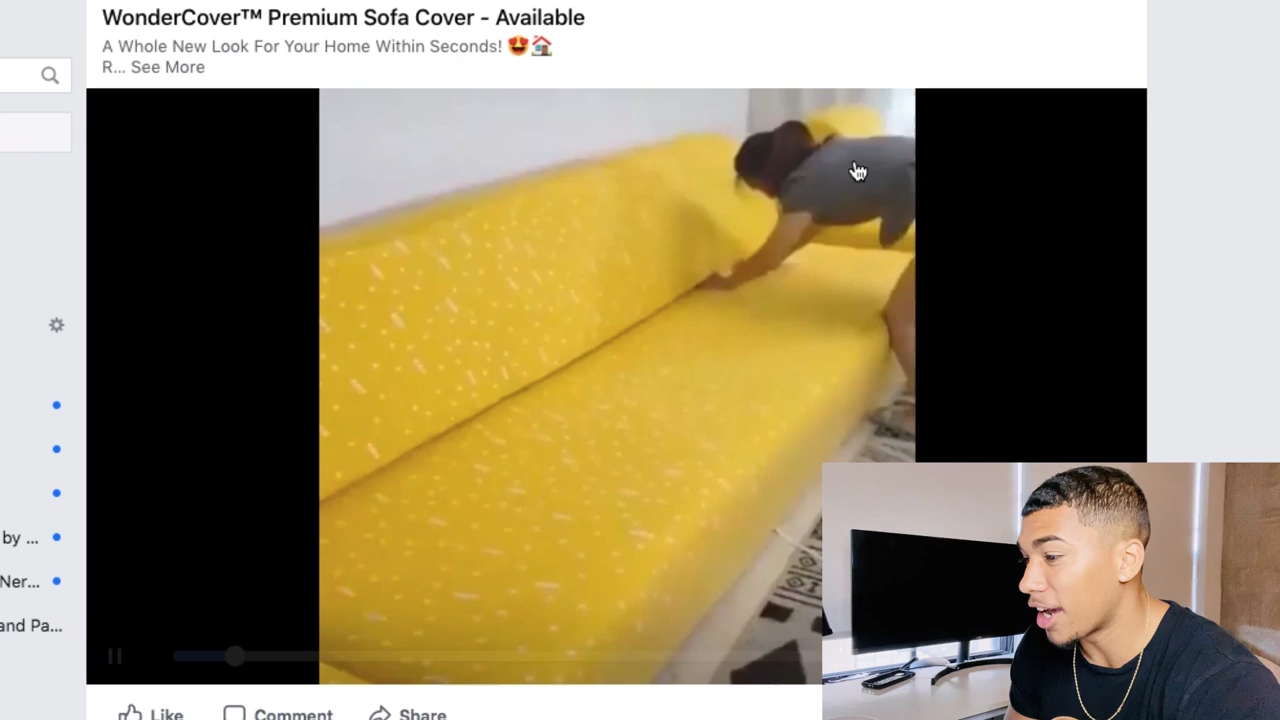 WonderCover™ Premium Sofa Cover - Available
A Whole New Look For Your Home Within Seconds! 😍🏠
R... See More
by ...
Ner...
and Pa...
Like Comment Share